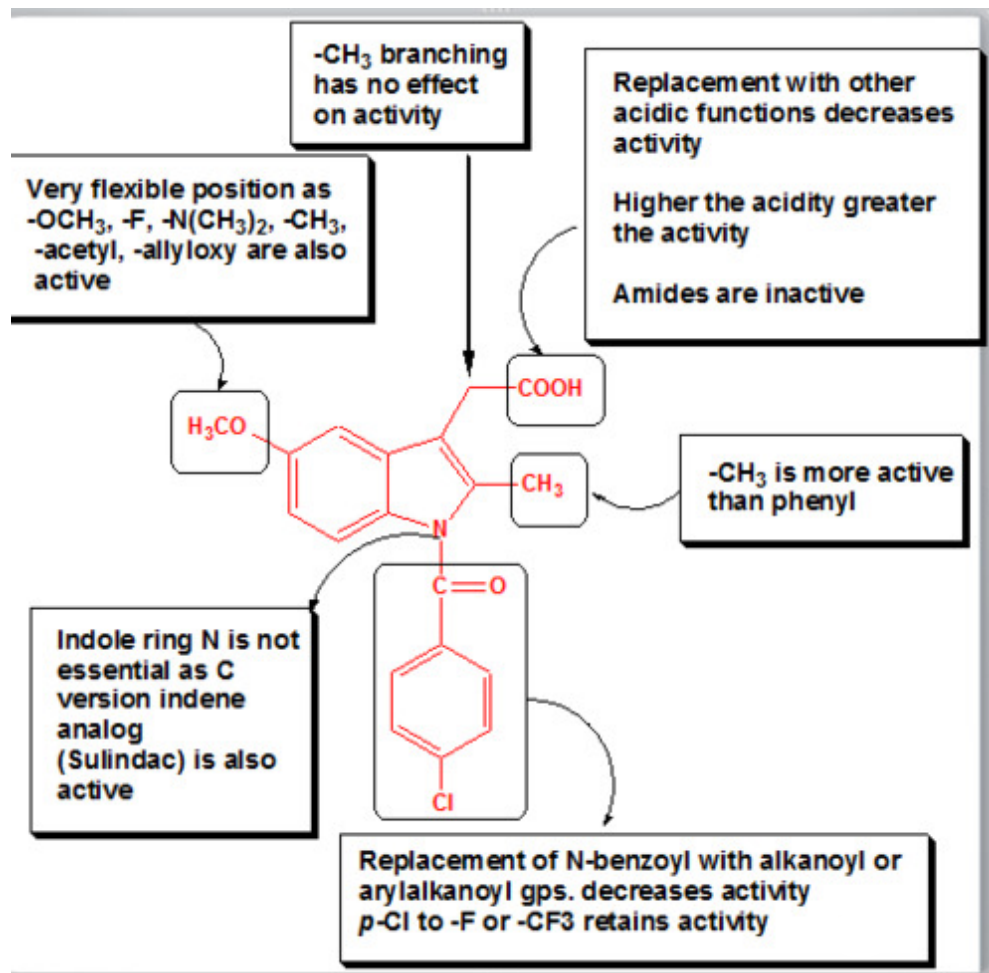 -CH₃ branching
has no effect
on activity
Replacement with other
acidic functions decreases
activity
Higher the acidity greater
the activity
Amides are inactive
Very flexible position as
-OCH₃, -F, -N(CH₃)₂, -CH₃,
-acetyl, -allyloxy are also
active
COOH
H₃CO
CH₃
-CH₃ is more active
than phenyl
N
C=O
Indole ring N is not
essential as C
version indene
analog
(Sulindac) is also
active
Cl
Replacement of N-benzoyl with alkanoyl or
arylalkanoyl gps. decreases activity
p-Cl to -F or -CF3 retains activity